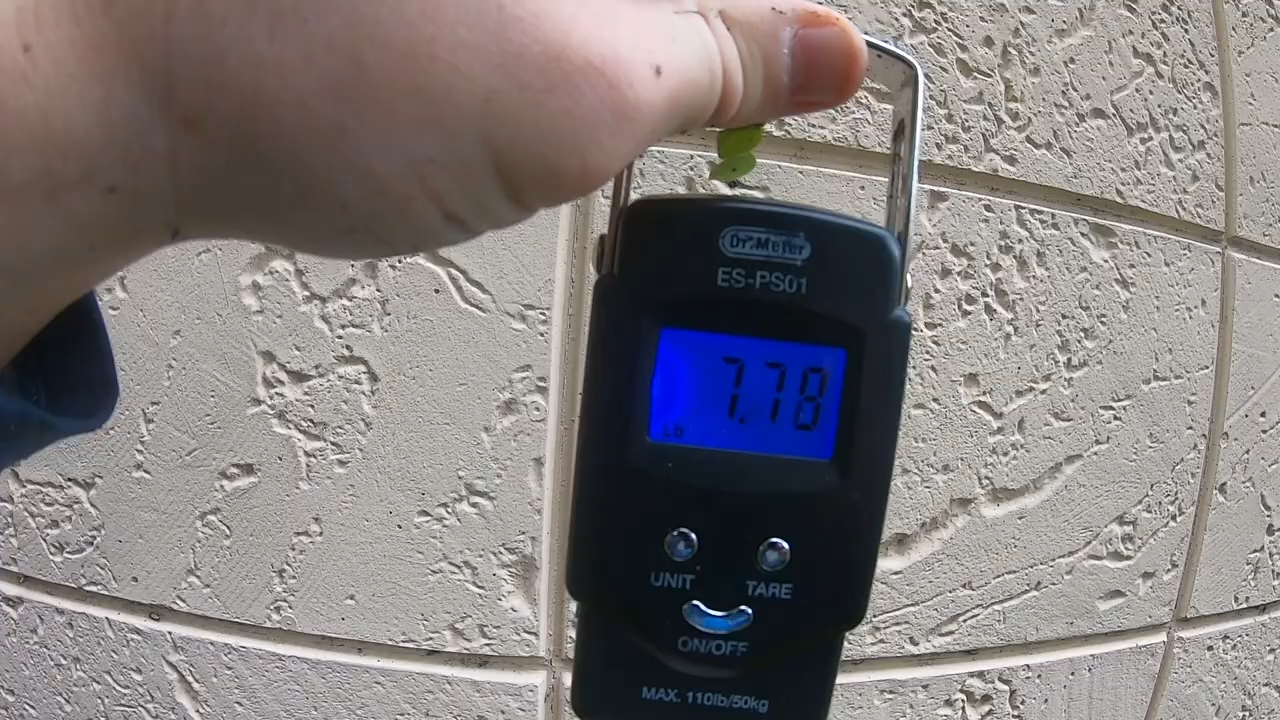 Dr.Meter
ES-PS01
7.78
Lb
UNIT TARE
ON/OFF
MAX. 110lb/50kg